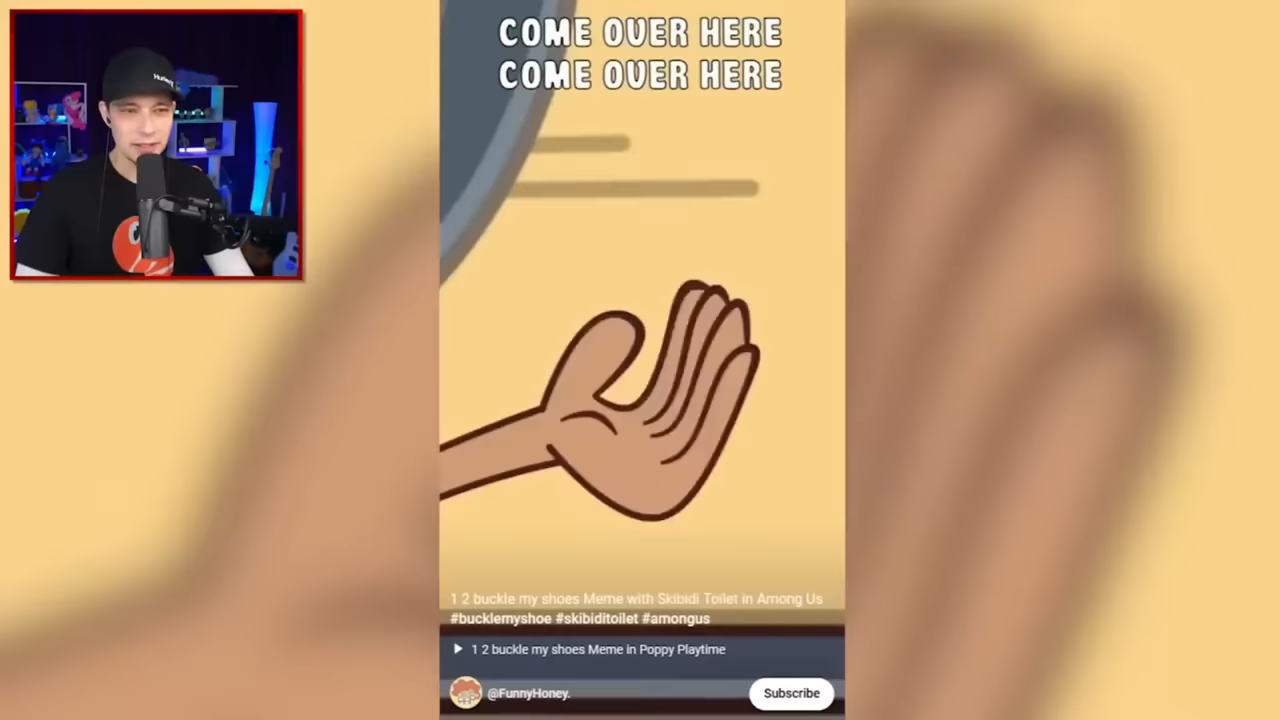 COME OVER HERE
COME OVER HERE
Hurley
1 2 buckle my shoes Meme with Skibidi Toilet in Among Us
#bucklemyshoe #skibiditoilet #amongus
1 2 buckle my shoes Meme in Poppy Playtime
@FunnyHoney.
Subscribe